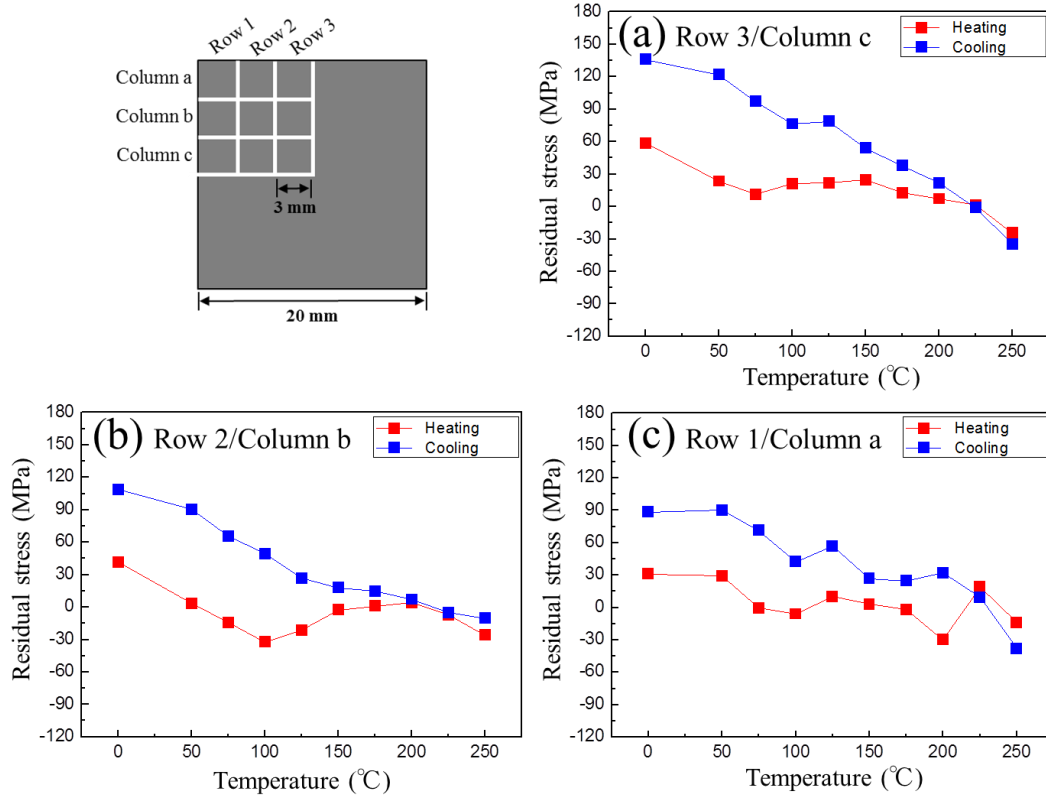 Row 1
Row 2
Row 3
Column a
Column b
Column c
3 mm
20 mm
(a) Row 3/Column c
Heating
Cooling
Residual stress (MPa)
180
150
120
90
60
30
0
-30
-60
-90
-120
0 50 100 150 200 250
Temperature (℃)
(b) Row 2/Column b
Heating
Cooling
Residual stress (MPa)
180
150
120
90
60
30
0
-30
-60
-90
-120
0 50 100 150 200 250
Temperature (℃)
(c) Row 1/Column a
Heating
Cooling
Residual stress (MPa)
180
150
120
90
60
30
0
-30
-60
-90
-120
0 50 100 150 200 250
Temperature (℃)